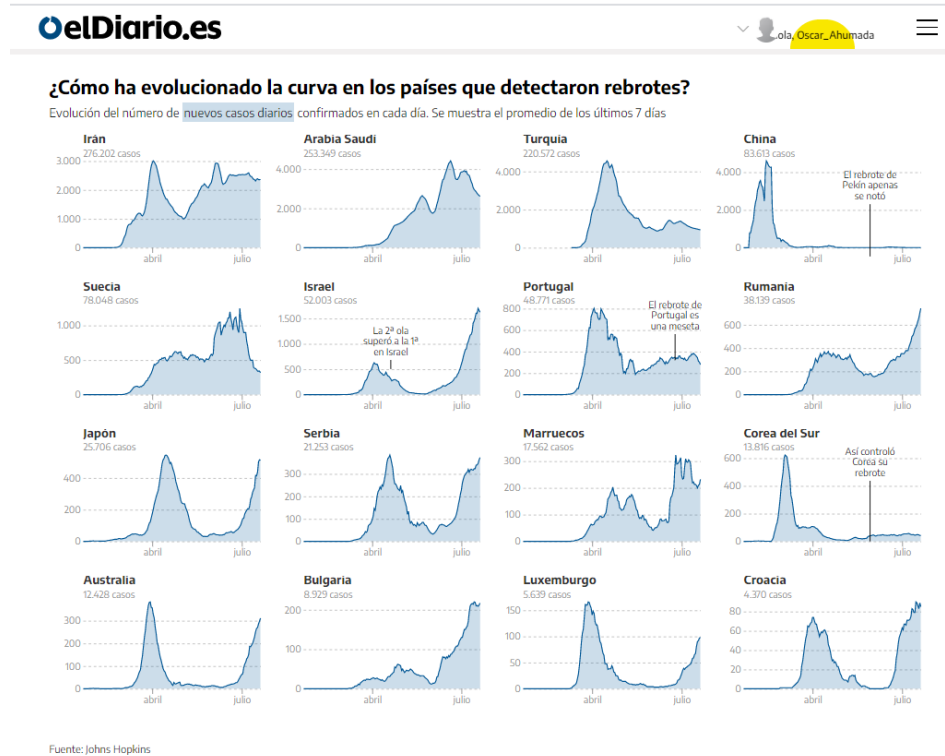 elDiario.es
ola, Oscar_Ahumada
¿Cómo ha evolucionado la curva en los países que detectaron rebrotes?
Evolución del número de nuevos casos diarios confirmados en cada día. Se muestra el promedio de los últimos 7 días
Irán
276.202 casos
3.000
2.000
1.000
0
abril
julio
Arabia Saudí
253.349 casos
4.000
2.000
0
abril
julio
Turquía
220.572 casos
4.000
2.000
0
abril
julio
China
83.613 casos
4.000
2.000
0
El rebrote de
Pekín apenas
se notó
abril
julio
Suecia
78.048 casos
1.000
500
0
abril
julio
Israel
52.003 casos
1.500
1.000
500
0
La 2ª ola
superó a la 1ª
en Israel
abril
julio
Portugal
48.771 casos
800
600
400
200
0
El rebrote de
Portugal es
una meseta
abril
julio
Rumanía
38.139 casos
600
400
200
0
abril
julio
Japón
25.706 casos
400
200
0
abril
julio
Serbia
21.253 casos
300
200
100
0
abril
julio
Marruecos
17.562 casos
300
200
100
0
abril
julio
Corea del Sur
13.816 casos
600
400
200
0
Así controló
Corea su
rebrote
abril
julio
Australia
12.428 casos
300
200
100
0
abril
julio
Bulgaria
8.929 casos
200
100
0
abril
julio
Luxemburgo
5.639 casos
150
100
50
0
abril
julio
Croacia
4.370 casos
80
60
40
20
0
abril
julio
Fuente: Johns Hopkins